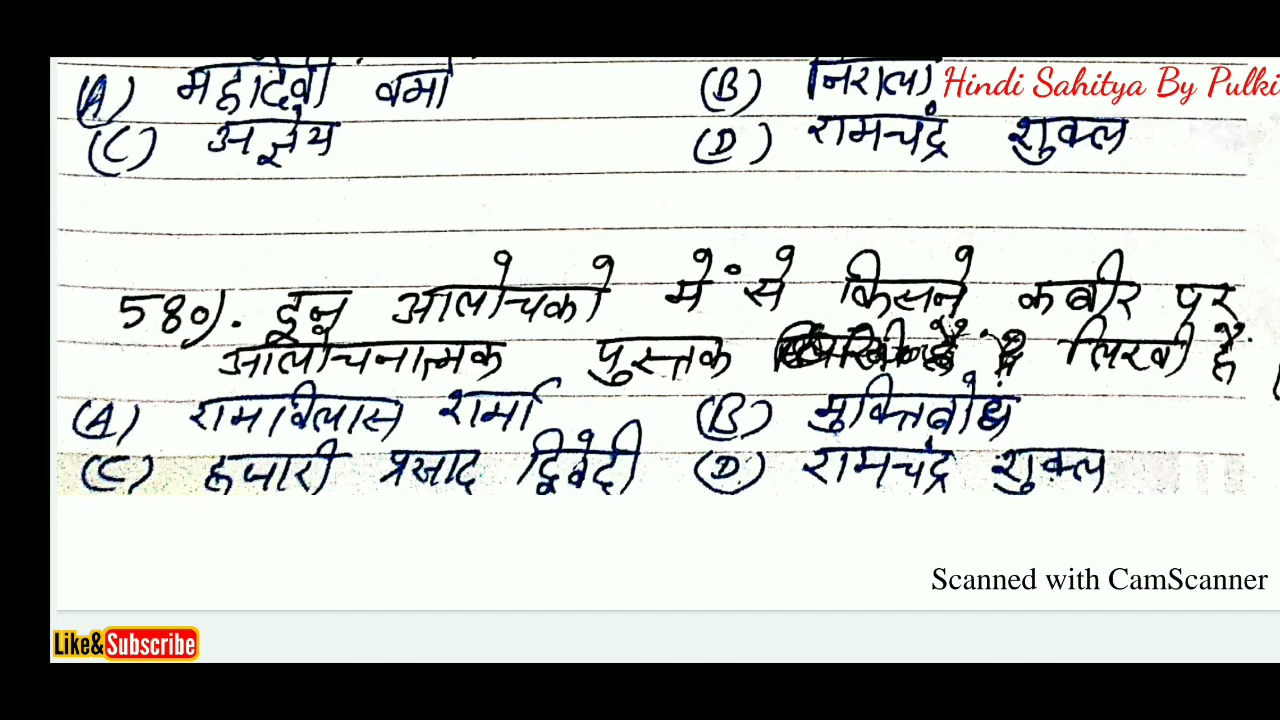 (A) महादेवी वर्मा (B) निराला Hindi Sahitya By Pulki
(C) अज्ञेय (D) रामचंद्र शुक्ल
580). इन आलोचकों में से किसने कबीर पर
आलोचनात्मक पुस्तक लिखी हैं
(A) रामविलास शर्मा (B) मुक्तिबोध
(C) हजारी प्रसाद द्विवेदी (D) रामचंद्र शुक्ल
Scanned with CamScanner
Like& Subscribe